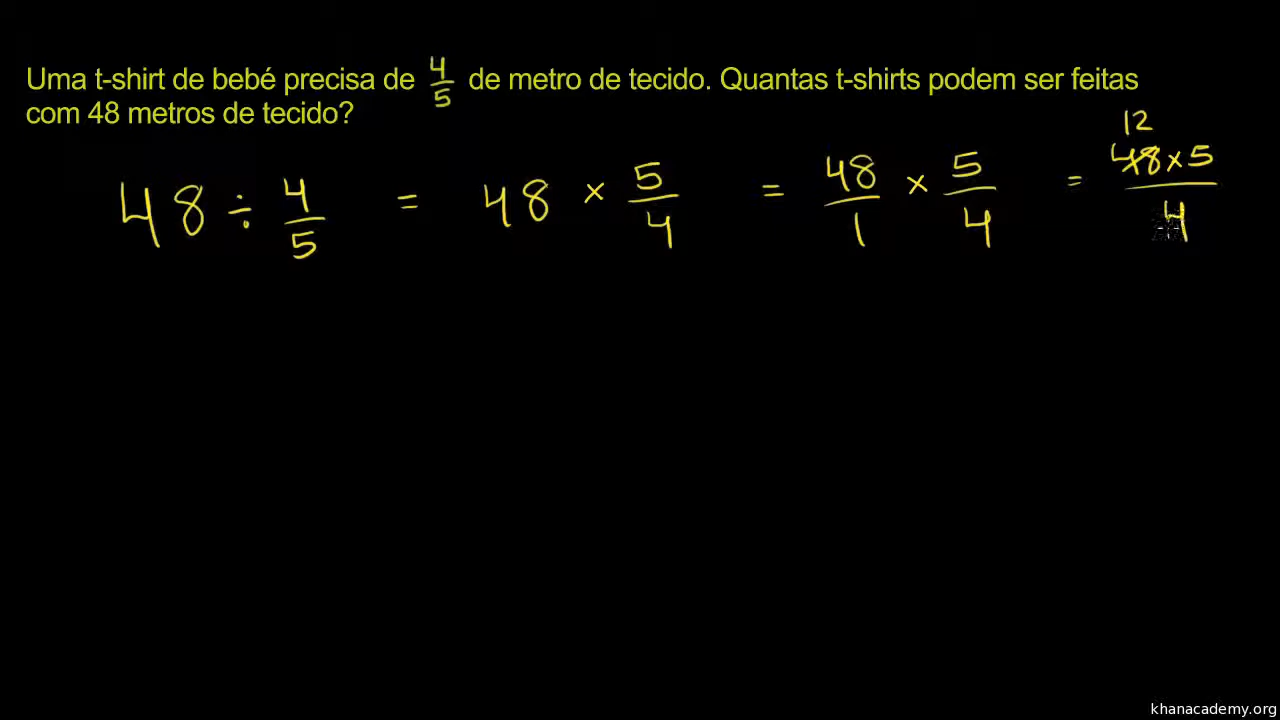 Uma t-shirt de bebé precisa de 4/5 de metro de tecido. Quantas t-shirts podem ser feitas
com 48 metros de tecido?
12
48 ÷ 4/5 = 48 × 5/4 = 48/1 × 5/4 = 48×5/4
khanacademy.org